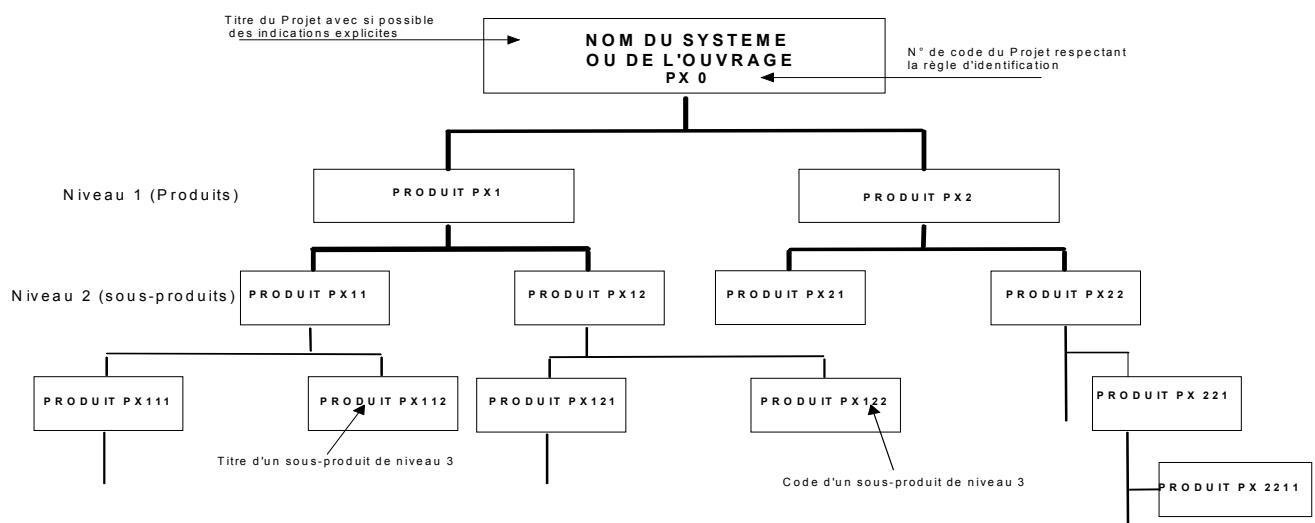 Titre du Projet avec si possible
des indications explicites
NOM DU SYSTEME
OU DE L'OUVRAGE
PX 0
N° de code du Projet respectant
la règle d'identification
Niveau 1 (Produits)
PRODUIT PX1
PRODUIT PX2
Niveau 2 (sous-produits)
PRODUIT PX11
PRODUIT PX12
PRODUIT PX21
PRODUIT PX22
PRODUIT PX111
PRODUIT PX112
PRODUIT PX121
PRODUIT PX122
PRODUIT PX 221
Titre d'un sous-produit de niveau 3
Code d'un sous-produit de niveau 3
PRODUIT PX 2211